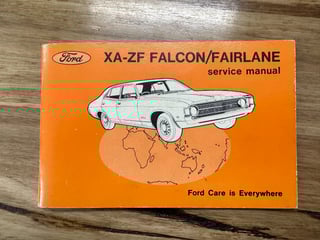 Ford
XA-ZF FALCON/FAIRLANE
service manual
Ford Care is Everywhere